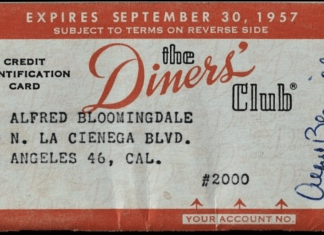 EXPIRES SEPTEMBER 30, 1957
SUBJECT TO TERMS ON REVERSE SIDE
CREDIT
NTIFICATION
CARD
the
Diners'
Club®
ALFRED BLOOMINGDALE
N. LA CIENEGA BLVD.
ANGELES 46, CAL.
#2000
YOUR ACCOUNT NO.